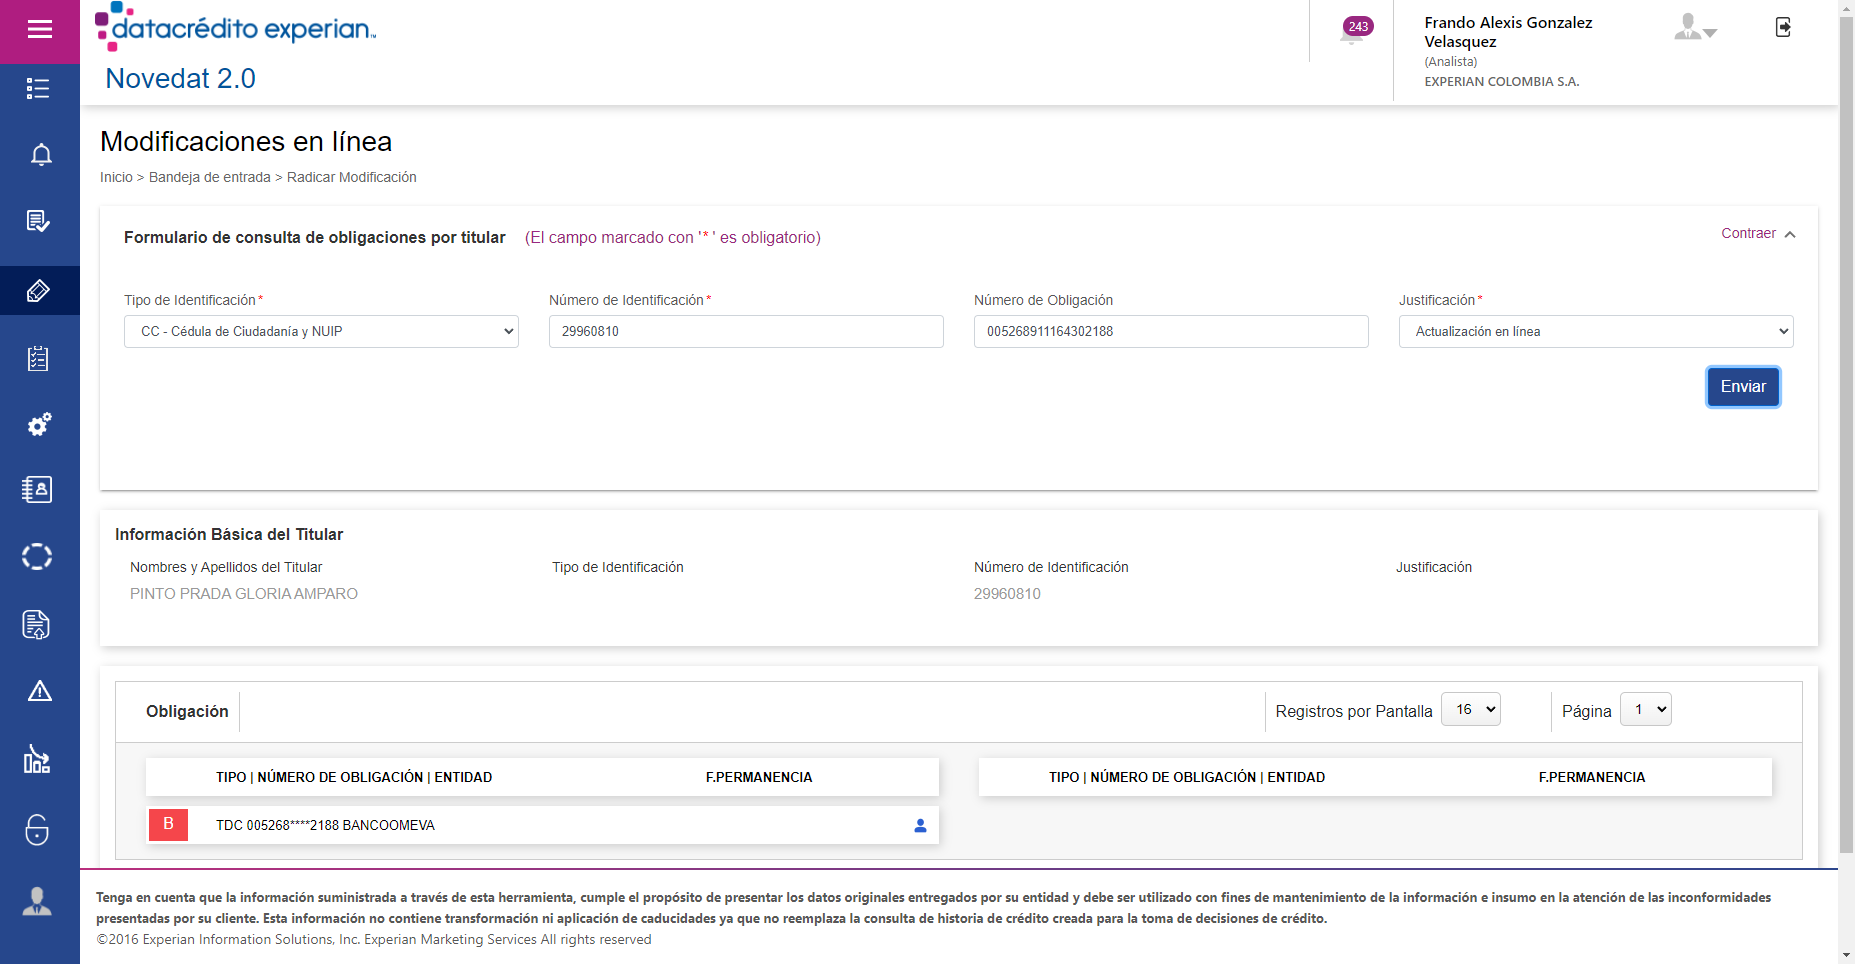 datacrédito experian™
Novedat 2.0
243
Frando Alexis Gonzalez
Velasquez
(Analista)
EXPERIAN COLOMBIA S.A.
Modificaciones en línea
Inicio > Bandeja de entrada > Radicar Modificación
Formulario de consulta de obligaciones por titular (El campo marcado con '*' es obligatorio)
Contraer
Tipo de Identificación* Número de Identificación* Número de Obligación Justificación*
CC - Cédula de Ciudadanía y NUIP 29960810 005268911164302188 Actualización en línea
Enviar
Información Básica del Titular
Nombres y Apellidos del Titular Tipo de Identificación Número de Identificación Justificación
PINTO PRADA GLORIA AMPARO 29960810
Obligación Registros por Pantalla 16 Página 1
TIPO | NÚMERO DE OBLIGACIÓN | ENTIDAD F.PERMANENCIA TIPO | NÚMERO DE OBLIGACIÓN | ENTIDAD F.PERMANENCIA
B TDC 005268****2188 BANCOOMEVA
Tenga en cuenta que la información suministrada a través de esta herramienta, cumple el propósito de presentar los datos originales entregados por su entidad y debe ser utilizado con fines de mantenimiento de la información e insumo en la atención de las inconformidades
presentadas por su cliente. Esta información no contiene transformación ni aplicación de caducidades ya que no reemplaza la consulta de historia de crédito creada para la toma de decisiones de crédito.
©2016 Experian Information Solutions, Inc. Experian Marketing Services All rights reserved